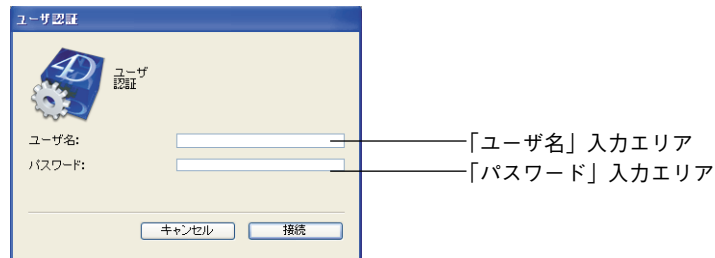 ユーザ認証
4D
ユーザ
認証
ユーザ名:
「ユーザ名」入力エリア
パスワード:
「パスワード」入力エリア
キャンセル
接続